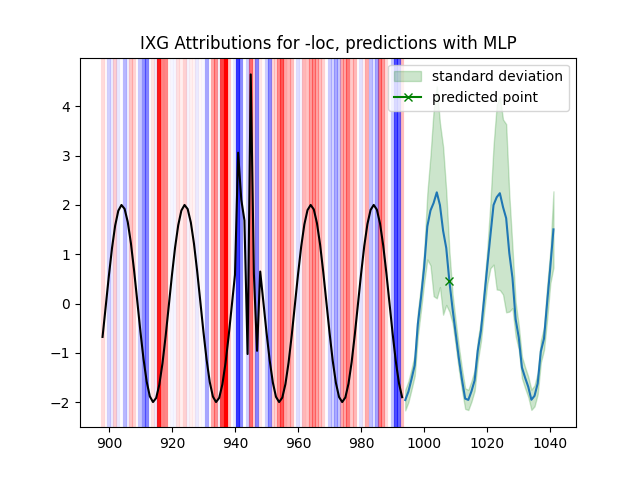 IXG Attributions for -loc, predictions with MLP
standard deviation
predicted point
4
3
2
1
0
−1
−2
900 920 940 960 980 1000 1020 1040